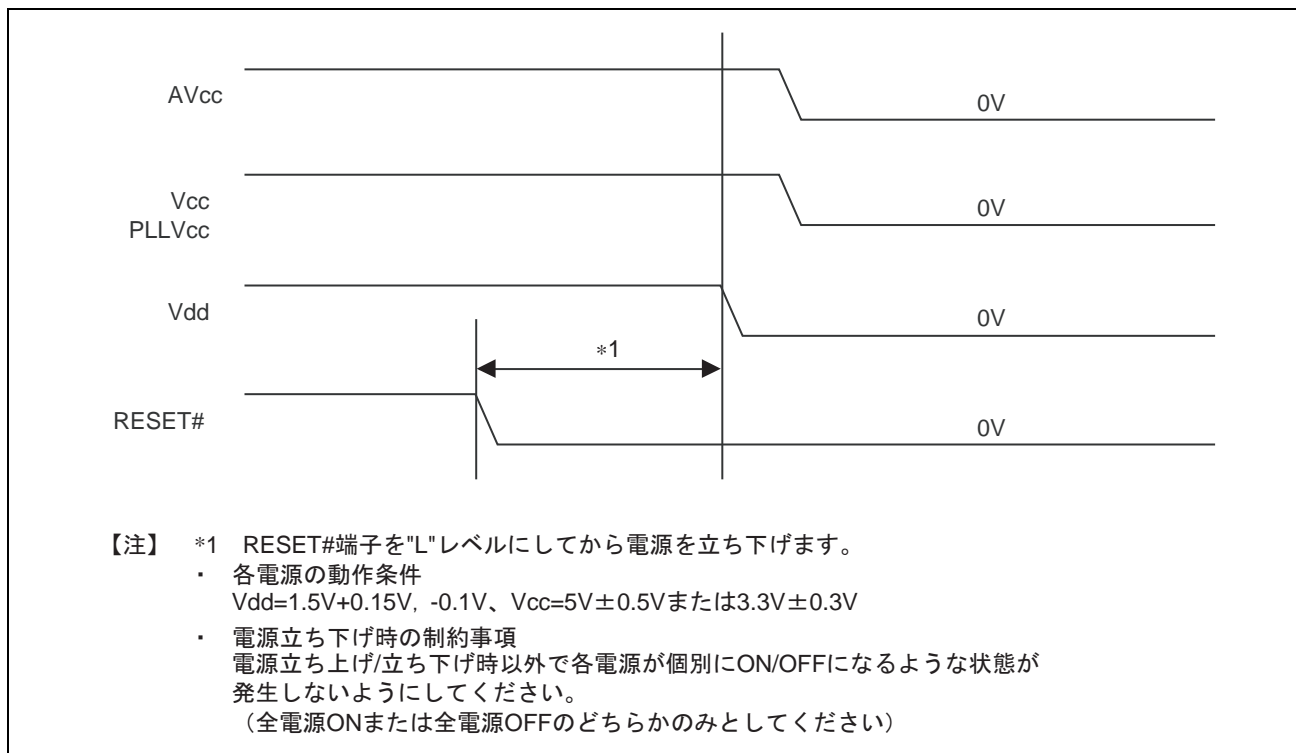 AVcc
0V
Vcc
PLLVcc
0V
Vdd
0V
*1
RESET#
0V
【注】 *1 RESET#端子を"L"レベルにしてから電源を立ち下げます。
・ 各電源の動作条件
Vdd=1.5V+0.15V, -0.1V、Vcc=5V±0.5Vまたは3.3V±0.3V
・ 電源立ち下げ時の制約事項
電源立ち上げ/立ち下げ時以外で各電源が個別にON/OFFになるような状態が
発生しないようにしてください。
（全電源ONまたは全電源OFFのどちらかのみとしてください）